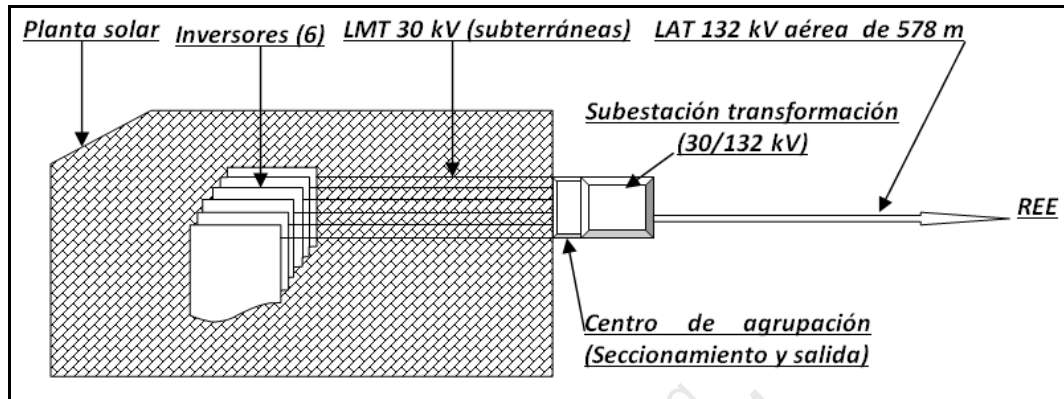 Planta solar
Inversores (6)
LMT 30 kV (subterráneas)
LAT 132 kV aérea de 578 m
Subestación transformación
(30/132 kV)
REE
Centro de agrupación
(Seccionamiento y salida)